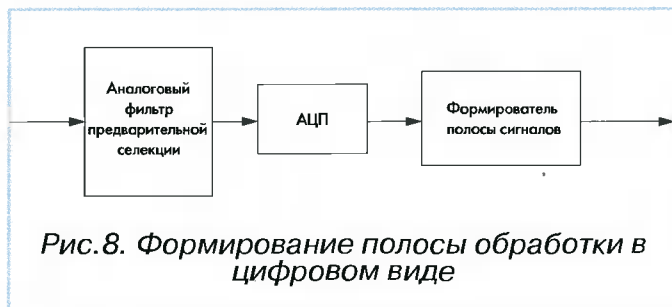 Аналоговый
фильтр
предварительной
селекции
АЦП
Формирователь
полосы сигналов
Рис.8. Формирование полосы обработки в
цифровом виде